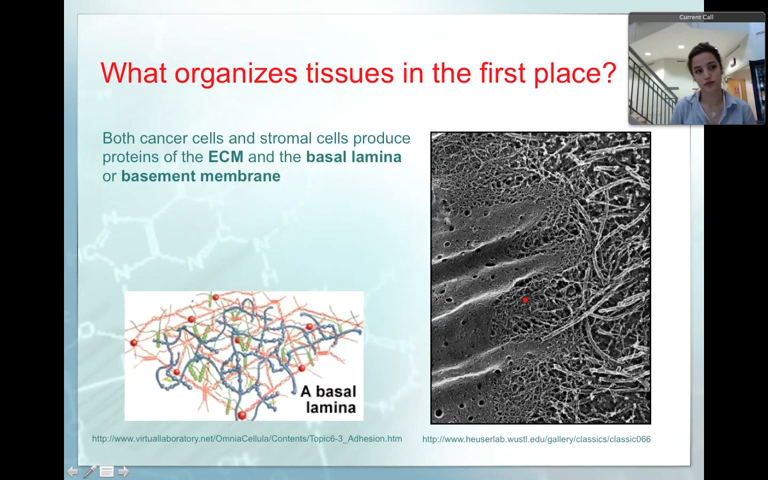 Current Call
What organizes tissues in the first place?
Both cancer cells and stromal cells produce
proteins of the ECM and the basal lamina
or basement membrane
A basal
lamina
http://www.virtuallaboratory.net/OmniaCellula/Contents/Topic6-3_Adhesion.htm
http://www.heuserlab.wustl.edu/gallery/classics/classic066